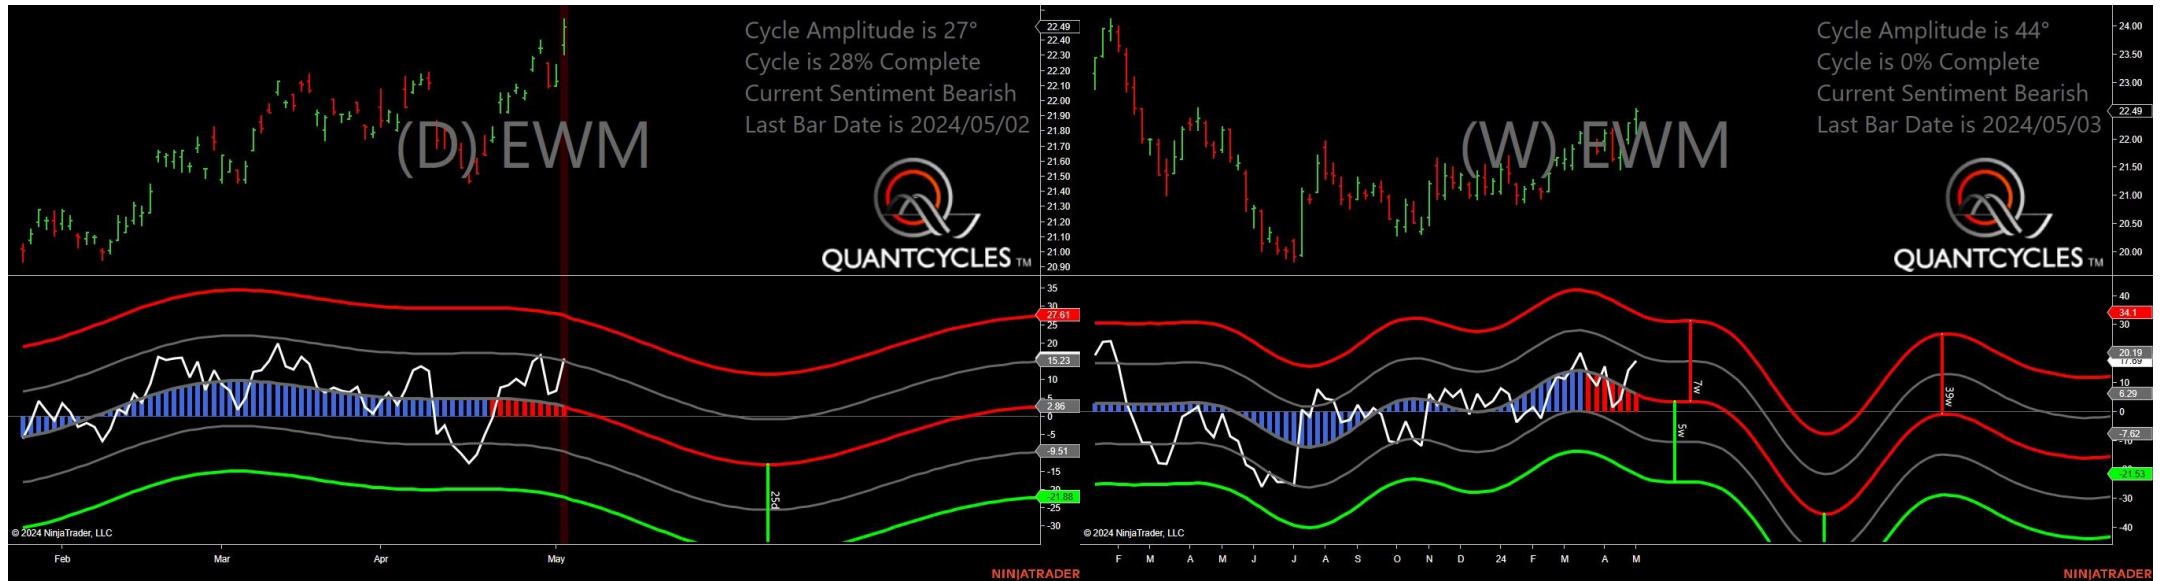 Cycle Amplitude is 27°
Cycle is 28% Complete
Current Sentiment Bearish
Last Bar Date is 2024/05/02
(D) EWM
QUANTCYCLES TM
22.49
22.40
22.30
22.20
22.10
22.00
21.90
21.80
21.70
21.60
21.50
21.40
21.30
21.20
21.10
21.00
20.90
35
30
27.61
25
20
15.23
10
5
2.86
0
-5
-9.51
-15
-20
-21.88
-25
-30
25d
© 2024 NinjaTrader, LLC
Feb Mar Apr May
NINJATRADER
Cycle Amplitude is 44°
Cycle is 0% Complete
Current Sentiment Bearish
Last Bar Date is 2024/05/03
(W) EWM
QUANTCYCLES TM
24.00
23.50
23.00
22.49
22.00
21.50
21.00
20.50
20.00
40
34.1
30
20.19
17.69
10
6.29
0
-7.62
-10
-21.53
-30
-40
7w
5w
39w
© 2024 NinjaTrader, LLC
F M A M J J A S O N D 24 F M A M
NINJATRADER